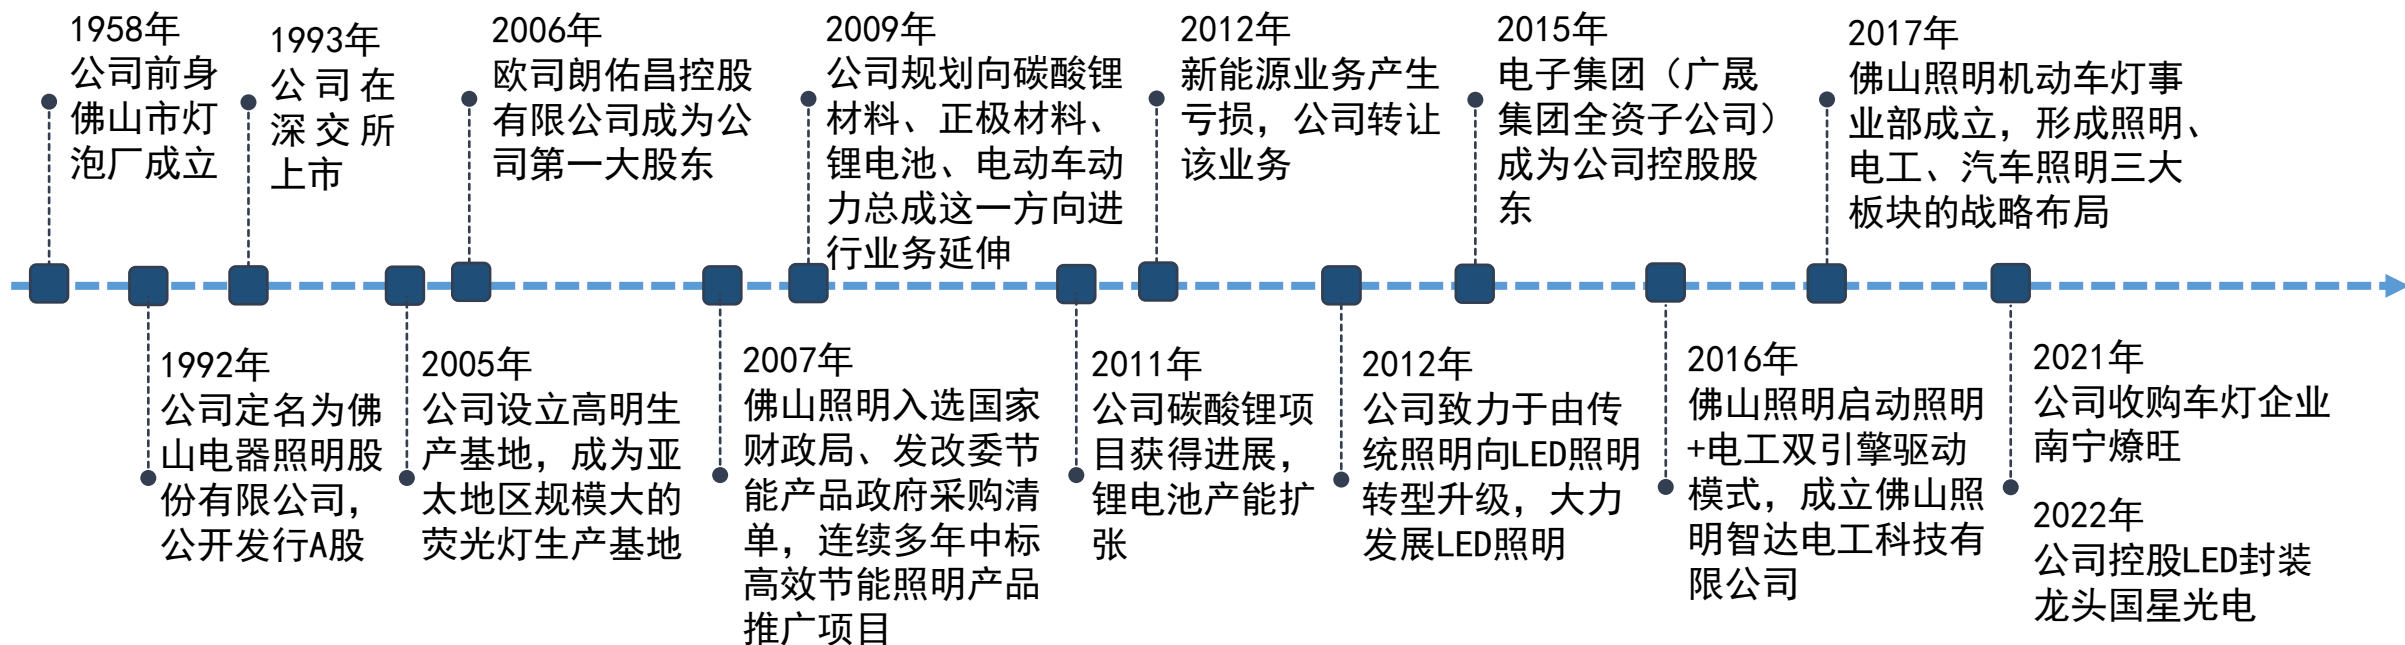 1958年
公司前身
佛山市灯
泡厂成立
1992年
公司定名为佛
山电器照明股
份有限公司，
公开发行A股
1993年
公司在
深交所
上市
2005年
公司设立高明生
产基地，成为亚
太地区规模大的
荧光灯生产基地
2006年
欧司朗佑昌控股
有限公司成为公
司第一大股东
2007年
佛山照明入选国家
财政局、发改委节
能产品政府采购清
单，连续多年中标
高效节能照明产品
推广项目
2009年
公司规划向碳酸锂
材料、正极材料、
锂电池、电动车动
力总成这一方向进
行业务延伸
2011年
公司碳酸锂项
目获得进展，
锂电池产能扩
张
2012年
新能源业务产生
亏损，公司转让
该业务
2012年
公司致力于由传
统照明向LED照明
转型升级，大力
发展LED照明
2015年
电子集团（广晟
集团全资子公司）
成为公司控股股
东
2016年
佛山照明启动照明
+电工双引擎驱动
模式，成立佛山照
明智达电工科技有
限公司
2017年
佛山照明机动车灯事
业部成立，形成照明、
电工、汽车照明三大
板块的战略布局
2021年
公司收购车灯企业
南宁燎旺
2022年
公司控股LED封装
龙头国星光电